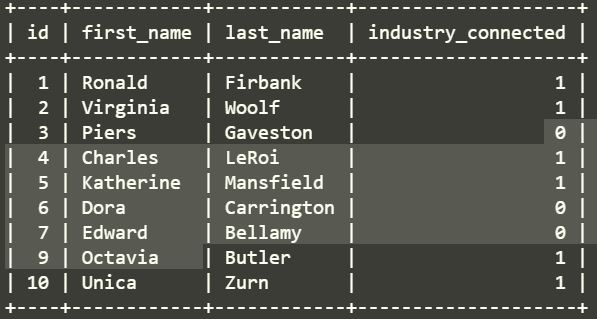 +----+------------+------------+--------------------+
| id | first_name | last_name  | industry_connected |
+----+------------+------------+--------------------+
|  1 | Ronald     | Firbank    |                  1 |
|  2 | Virginia   | Woolf      |                  1 |
|  3 | Piers      | Gaveston   |                  0 |
|  4 | Charles    | LeRoi      |                  1 |
|  5 | Katherine  | Mansfield  |                  1 |
|  6 | Dora       | Carrington |                  0 |
|  7 | Edward     | Bellamy    |                  0 |
|  9 | Octavia    | Butler     |                  1 |
| 10 | Unica      | Zurn       |                  1 |
+----+------------+------------+--------------------+